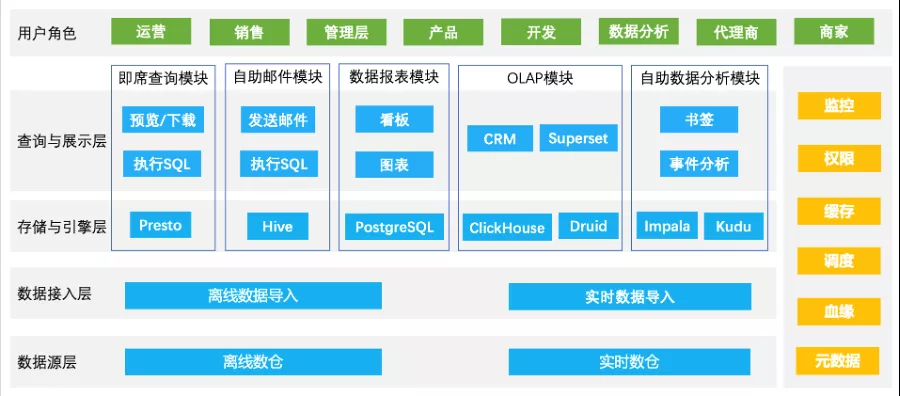 用户角色 运营 销售 管理层 产品 开发 数据分析 代理商 商家
即席查询模块 自助邮件模块 数据报表模块 OLAP模块 自助数据分析模块
查询与展示层
预览/下载 发送邮件 看板 CRM Superset 书签
执行SQL 执行SQL 图表 事件分析
存储与引擎层 Presto Hive PostgreSQL ClickHouse Druid Impala Kudu
数据接入层 离线数据导入 实时数据导入
数据源层 离线数仓 实时数仓
监控
权限
缓存
调度
血缘
元数据